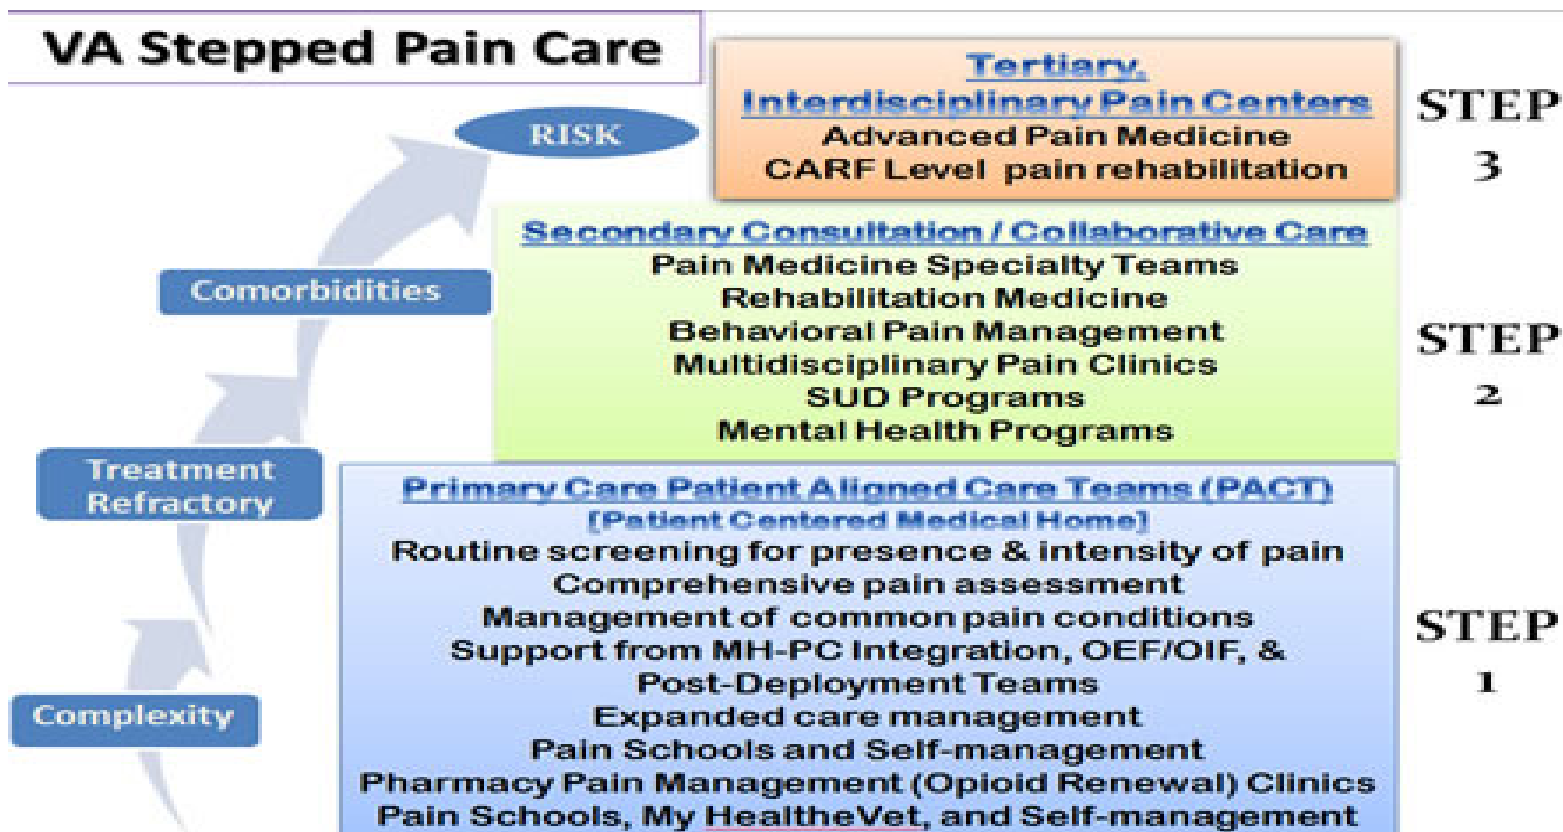 VA Stepped Pain Care
Tertiary,
Interdisciplinary Pain Centers
Advanced Pain Medicine
CARF Level pain rehabilitation
STEP
3
RISK
Secondary Consultation / Collaborative Care
Pain Medicine Specialty Teams
Rehabilitation Medicine
Behavioral Pain Management
Multidisciplinary Pain Clinics
SUD Programs
Mental Health Programs
STEP
2
Comorbidities
Treatment
Refractory
Primary Care Patient Aligned Care Teams (PACT)
[Patient Centered Medical Home]
Routine screening for presence & intensity of pain
Comprehensive pain assessment
Management of common pain conditions
Support from MH-PC Integration, OEF/OIF, &
Post-Deployment Teams
Expanded care management
Pain Schools and Self-management
Pharmacy Pain Management (Opioid Renewal) Clinics
Pain Schools, My HealtheVet, and Self-management
STEP
1
Complexity